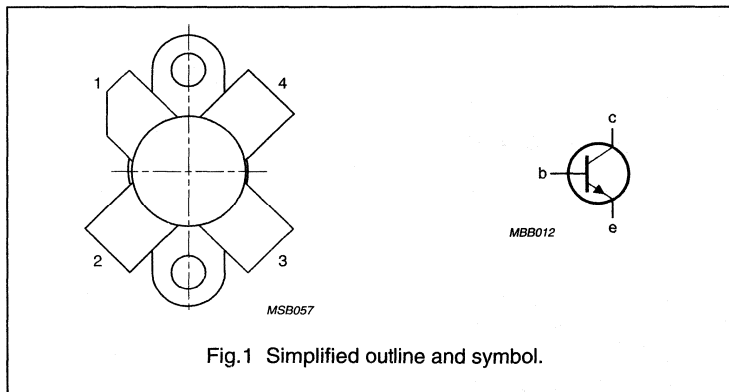 1
4
2
3
MSB057
c
b
e
MBB012
Fig.1 Simplified outline and symbol.